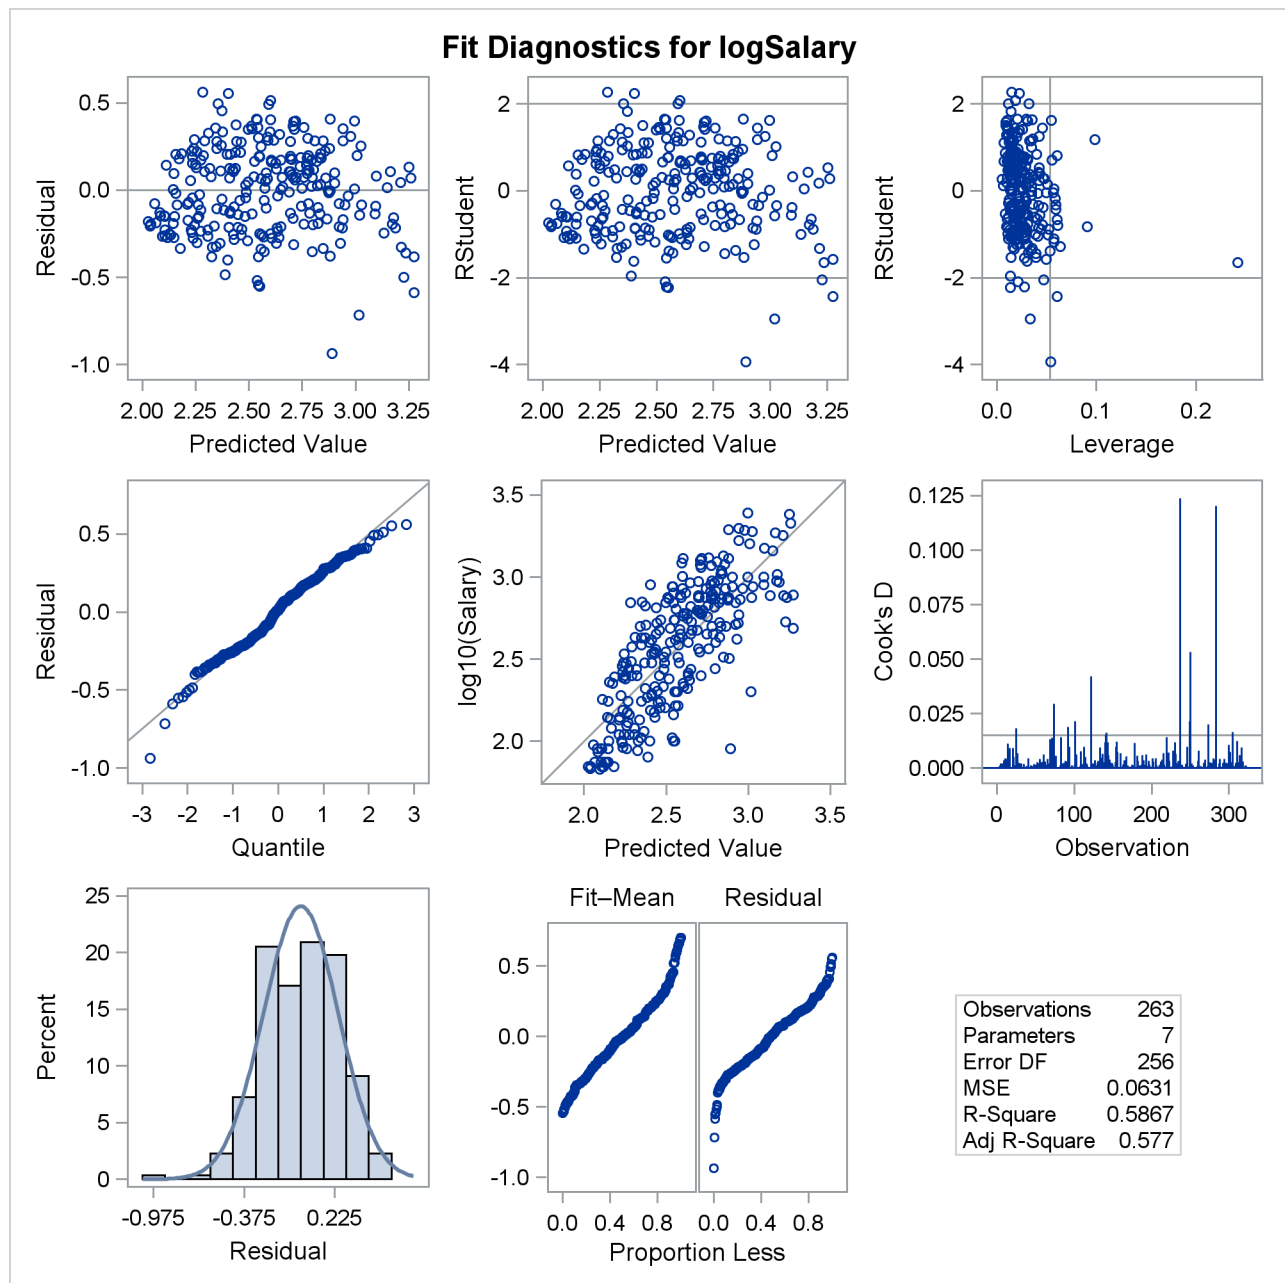 Fit Diagnostics for logSalary
0.5
0.0
-0.5
-1.0
Residual
2.00 2.25 2.50 2.75 3.00 3.25
Predicted Value
2
0
-2
-4
RStudent
2.00 2.25 2.50 2.75 3.00 3.25
Predicted Value
2
0
-2
-4
RStudent
0.0 0.1 0.2
Leverage
0.5
0.0
-0.5
-1.0
Residual
-3 -2 -1 0 1 2 3
Quantile
3.5
3.0
2.5
2.0
log10(Salary)
2.0 2.5 3.0 3.5
Predicted Value
0.125
0.100
0.075
0.050
0.025
0.000
Cook's D
0 100 200 300
Observation
25
20
15
10
5
0
Percent
-0.975 -0.375 0.225
Residual
Fit–Mean Residual
0.5
0.0
-0.5
-1.0
0.0 0.4 0.8 0.0 0.4 0.8
Proportion Less
Observations 263
Parameters 7
Error DF 256
MSE 0.0631
R-Square 0.5867
Adj R-Square 0.577